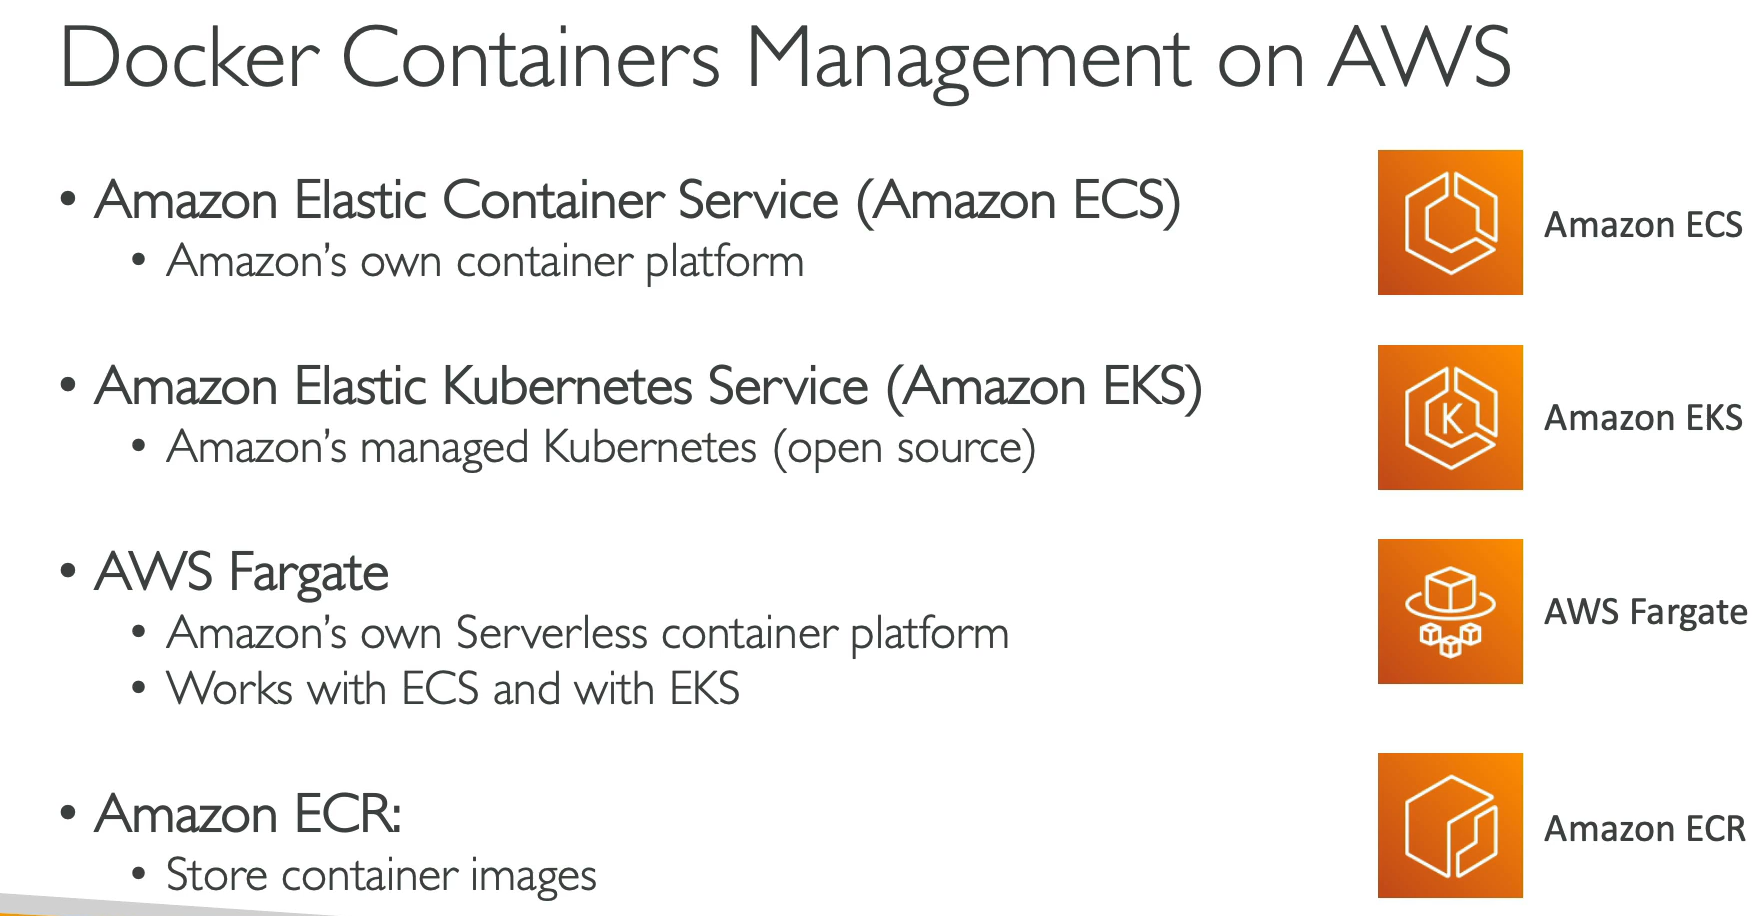 Docker Containers Management on AWS
• Amazon Elastic Container Service (Amazon ECS)
• Amazon’s own container platform
Amazon ECS
• Amazon Elastic Kubernetes Service (Amazon EKS)
• Amazon’s managed Kubernetes (open source)
K
Amazon EKS
• AWS Fargate
• Amazon’s own Serverless container platform
• Works with ECS and with EKS
AWS Fargate
• Amazon ECR:
• Store container images
Amazon ECR